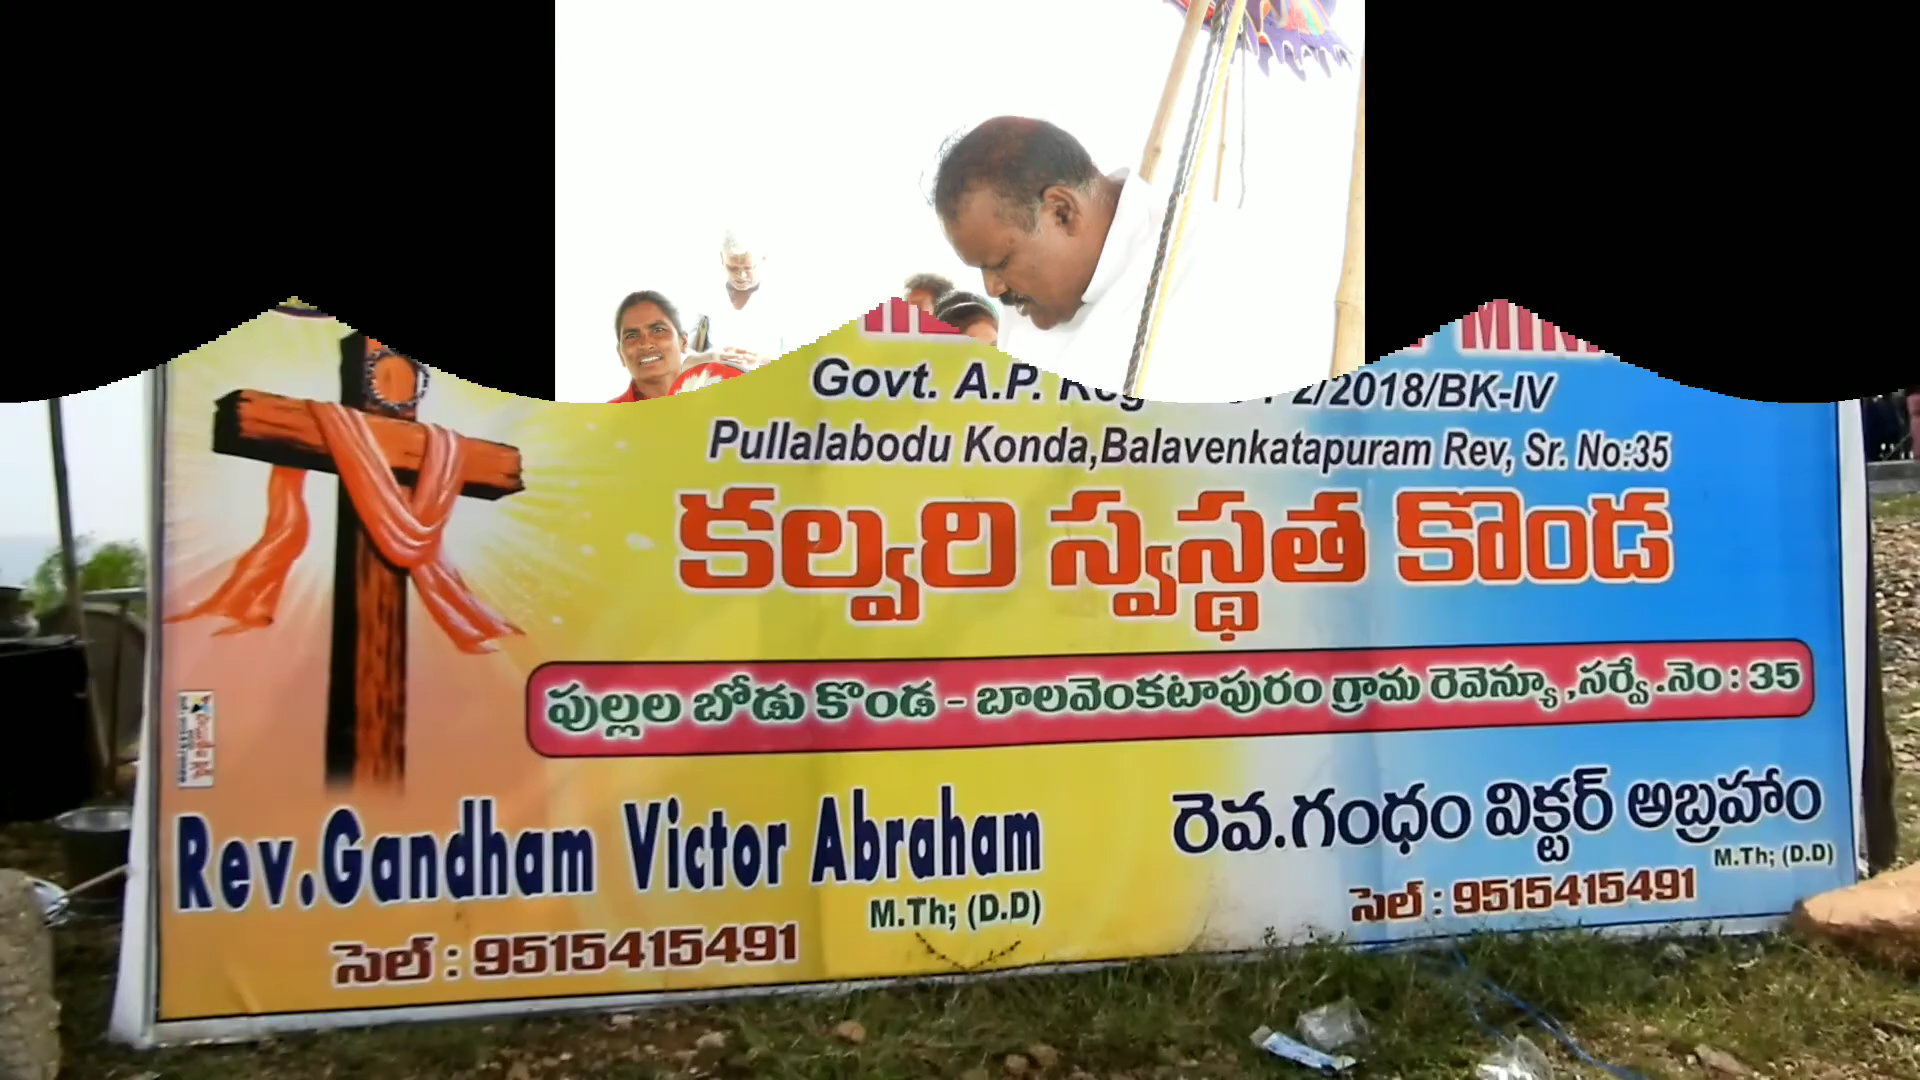 Govt. A.P.
2/2018/BK-IV
Pullalabodu Konda,Balavenkatapuram Rev, Sr. No:35
కల్వరి స్వస్థత కొండ
పుల్లల బోడు కొండ - బాలవెంకటాపురం గ్రామ రెవెన్యూ ,సర్వే.నెం : 35
Rev.Gandham Victor Abraham
M.Th; (D.D)
సెల్ : 9515415491
రెవ.గంధం విక్టర్ అబ్రహాం
M.Th; (D.D)
సెల్ : 9515415491